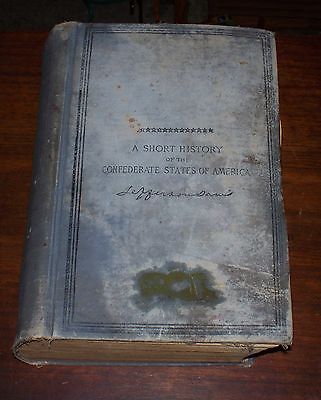 A SHORT HISTORY
OF THE
CONFEDERATE STATES OF AMERICA
Jefferson Davis